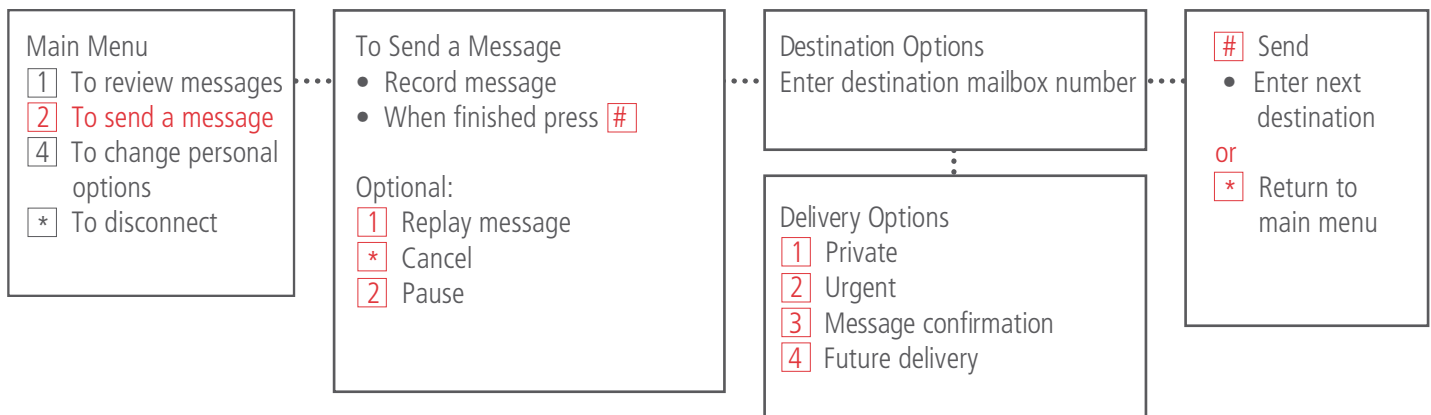 Main Menu
1 To review messages
2 To send a message
4 To change personal
options
* To disconnect
To Send a Message
• Record message
• When finished press #
Optional:
1 Replay message
* Cancel
2 Pause
Destination Options
Enter destination mailbox number
Delivery Options
1 Private
2 Urgent
3 Message confirmation
4 Future delivery
# Send
• Enter next
destination
or
* Return to
main menu